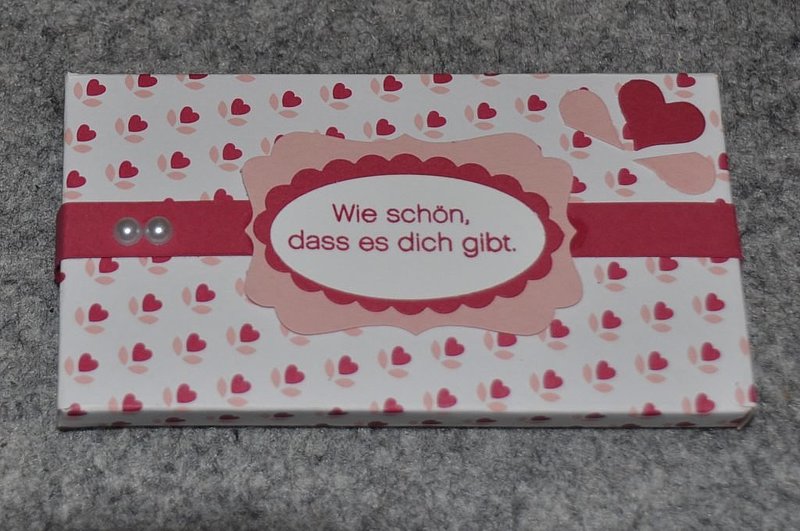 Wie schön,
dass es dich gibt.